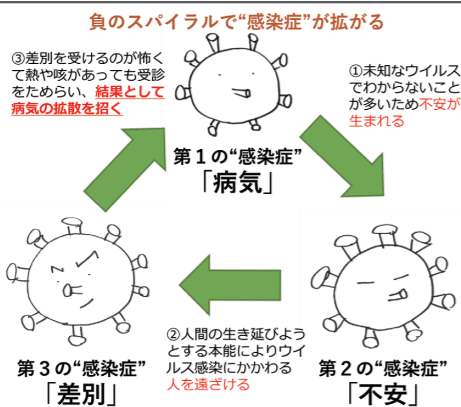 負のスパイラルで“感染症”が拡がる
③差別を受けるのが怖く
て熱や咳があっても受診
をためらい、結果として
病気の拡散を招く
①未知なウイルス
でわからないこと
が多いため不安が
生まれる
第１の“感染症”
「病気」
②人間の生き延びよう
とする本能によりウイ
ルス感染にかかわる
人を遠ざける
第３の“感染症”
「差別」
第２の“感染症”
「不安」